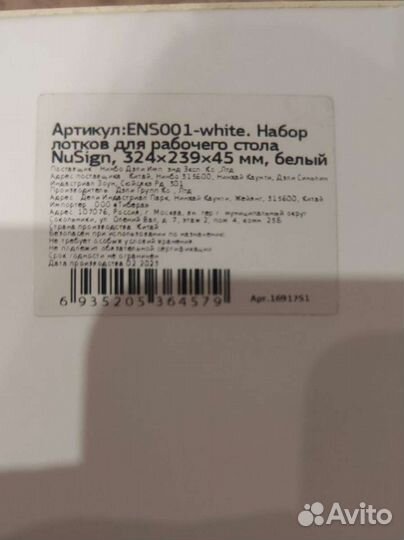 Артикул:ENS001-white. Набор
лотков для рабочего стола
NuSign, 324×239×45 мм, белый
Поставщик: Нинбо Дели Имп. энд Эксп. Ко., Лтд
Адрес поставщика: Китай, Нинбо 315600, Нинхай Каунти, Дели
Индастриал Зоун, Рд. 301
Производитель: Дели Групп Ко., Лтд
Адрес: Дели Индастриал Парк, Нинхай Каунти, Жейанг, 315600, Китай
Импортер: ООО «Тибера»
Адрес: 107076, Россия, г. Москва, вн. тер. г. муниципальный округ
Сокольники, ул. Олений Вал, д. 7, этаж 2, пом. 4, комн. 25Б
Страна производства: Китай
Безопасен при использовании по назначению
Не требует особых условий хранения
Не подлежит обязательной сертификации
Срок годности не ограничен
Дата производства 02.2023
6 935205 364579
Арт.1691751
Avito